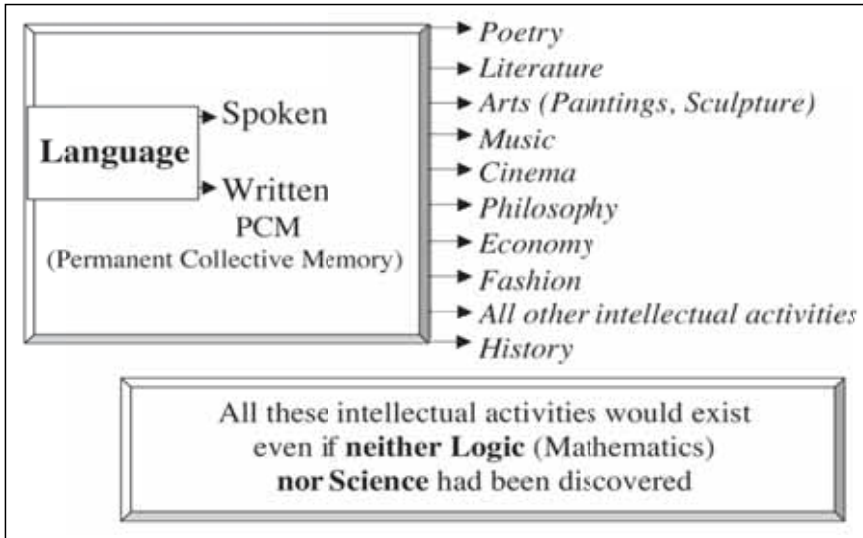 Language
Spoken
Written
PCM
(Permanent Collective Memory)
Poetry
Literature
Arts (Paintings, Sculpture)
Music
Cinema
Philosophy
Economy
Fashion
All other intellectual activities
History
All these intellectual activities would exist
even if neither Logic (Mathematics)
nor Science had been discovered